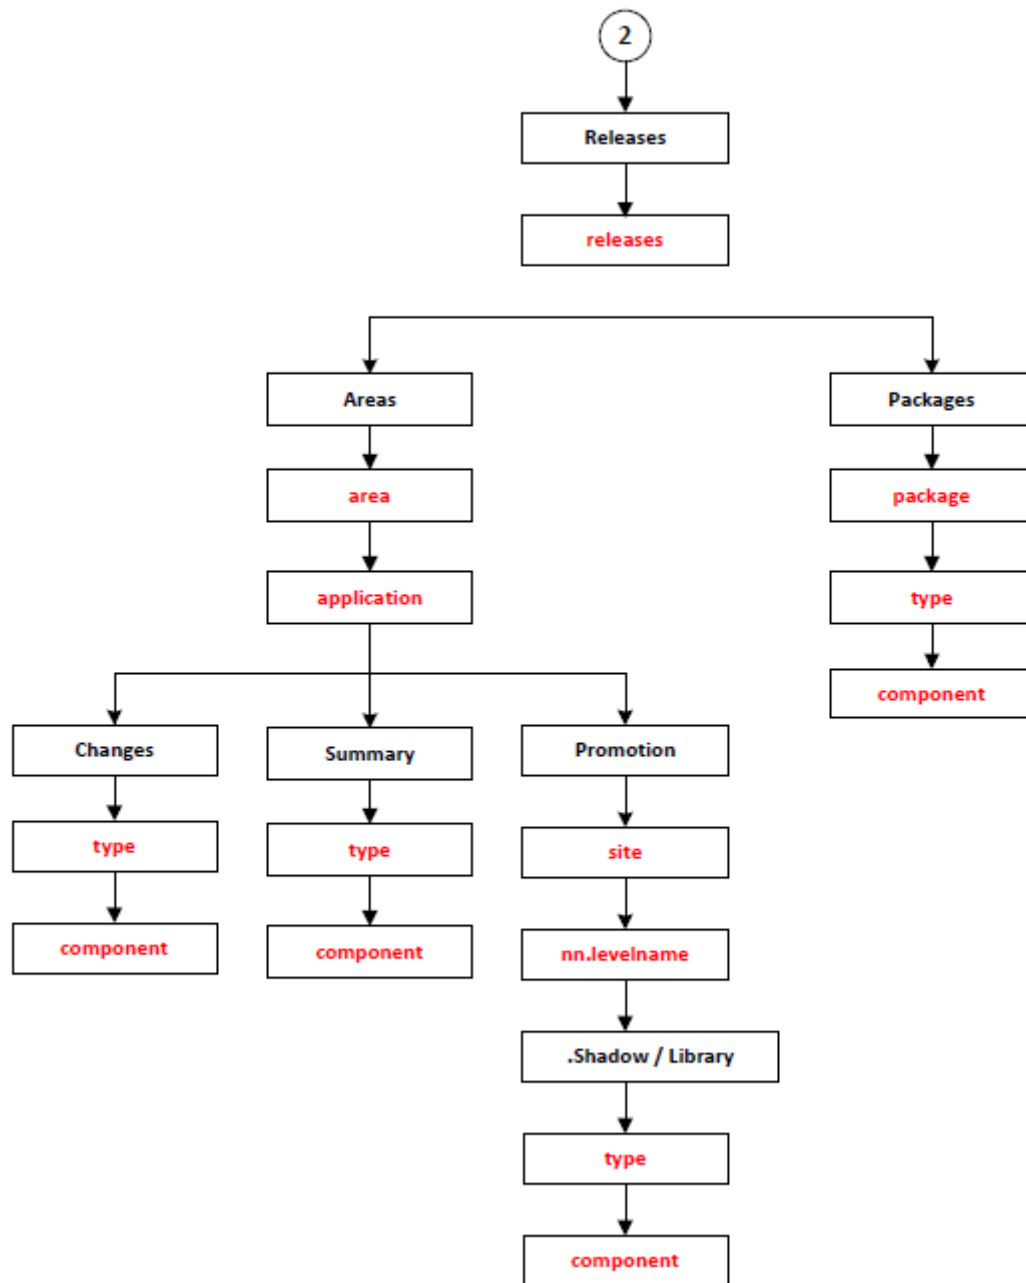 2
Releases
releases
Areas
Packages
area
package
application
type
component
Changes
Summary
Promotion
type
type
site
component
component
nn.levelname
.Shadow / Library
type
component